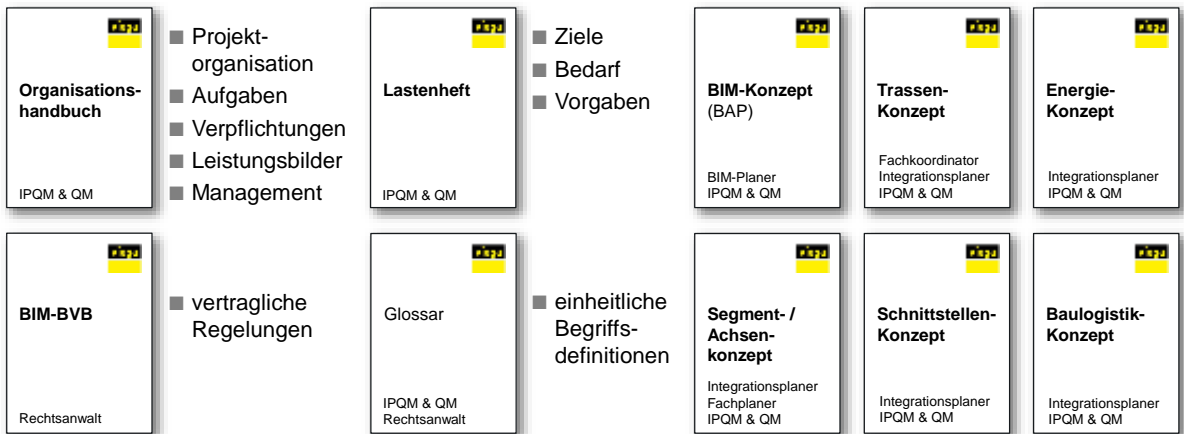 Organisations-
handbuch
IPQM & QM
■ Projekt-
organisation
■ Aufgaben
■ Verpflichtungen
■ Leistungsbilder
■ Management
Lastenheft
IPQM & QM
■ Ziele
■ Bedarf
■ Vorgaben
BIM-Konzept
(BAP)
BIM-Planer
IPQM & QM
Trassen-
Konzept
Fachkoordinator
Integrationsplaner
IPQM & QM
Energie-
Konzept
Integrationsplaner
IPQM & QM
BIM-BVB
Rechtsanwalt
■ vertragliche
Regelungen
Glossar
IPQM & QM
Rechtsanwalt
■ einheitliche
Begriffs-
definitionen
Segment- /
Achsen-
konzept
Integrationsplaner
Fachplaner
IPQM & QM
Schnittstellen-
Konzept
Integrationsplaner
IPQM & QM
Baulogistik-
Konzept
Integrationsplaner
IPQM & QM